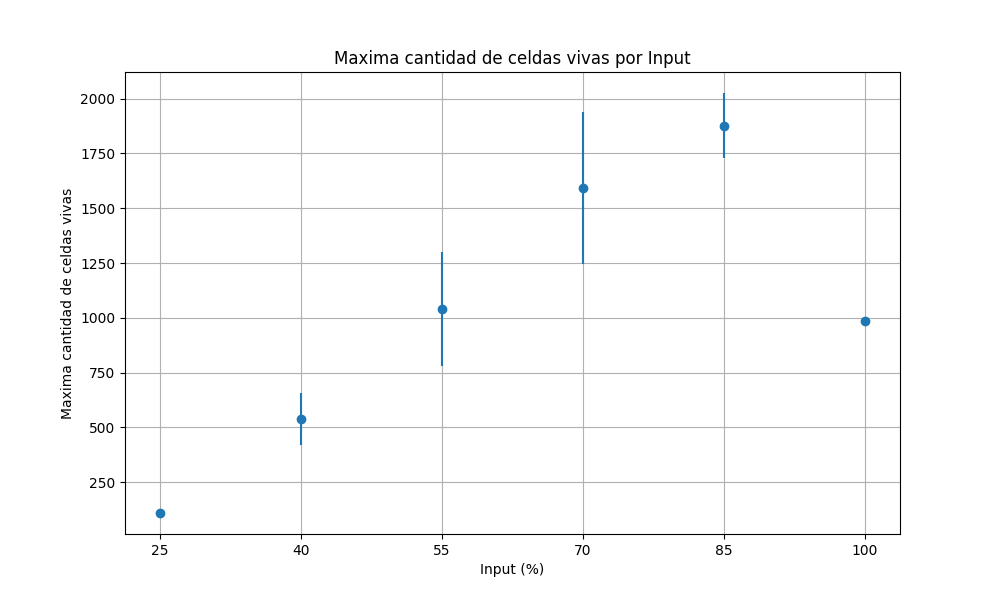 Maxima cantidad de celdas vivas por Input
Maxima cantidad de celdas vivas
2000
1750
1500
1250
1000
750
500
250
25 40 55 70 85 100
Input (%)